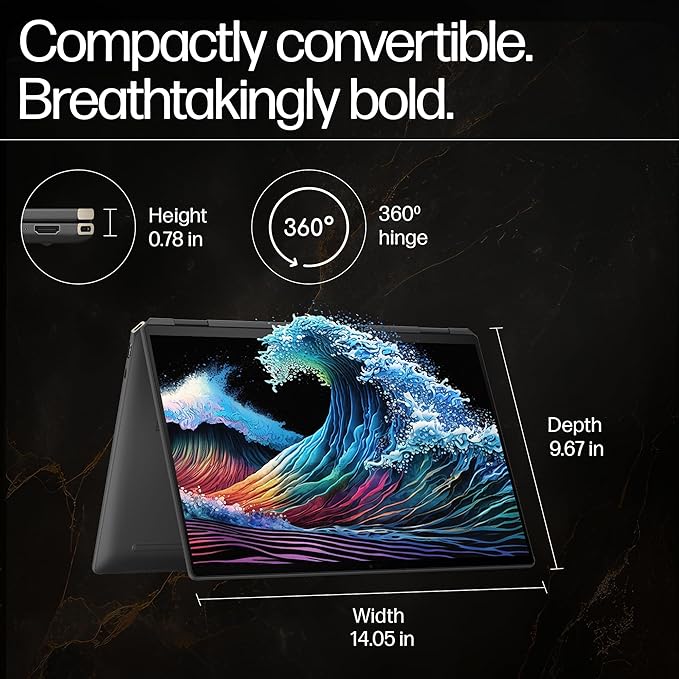 Compactly convertible.
Breathtakingly bold.
Height
0.78 in
360°
360º
hinge
Depth
9.67 in
Width
14.05 in